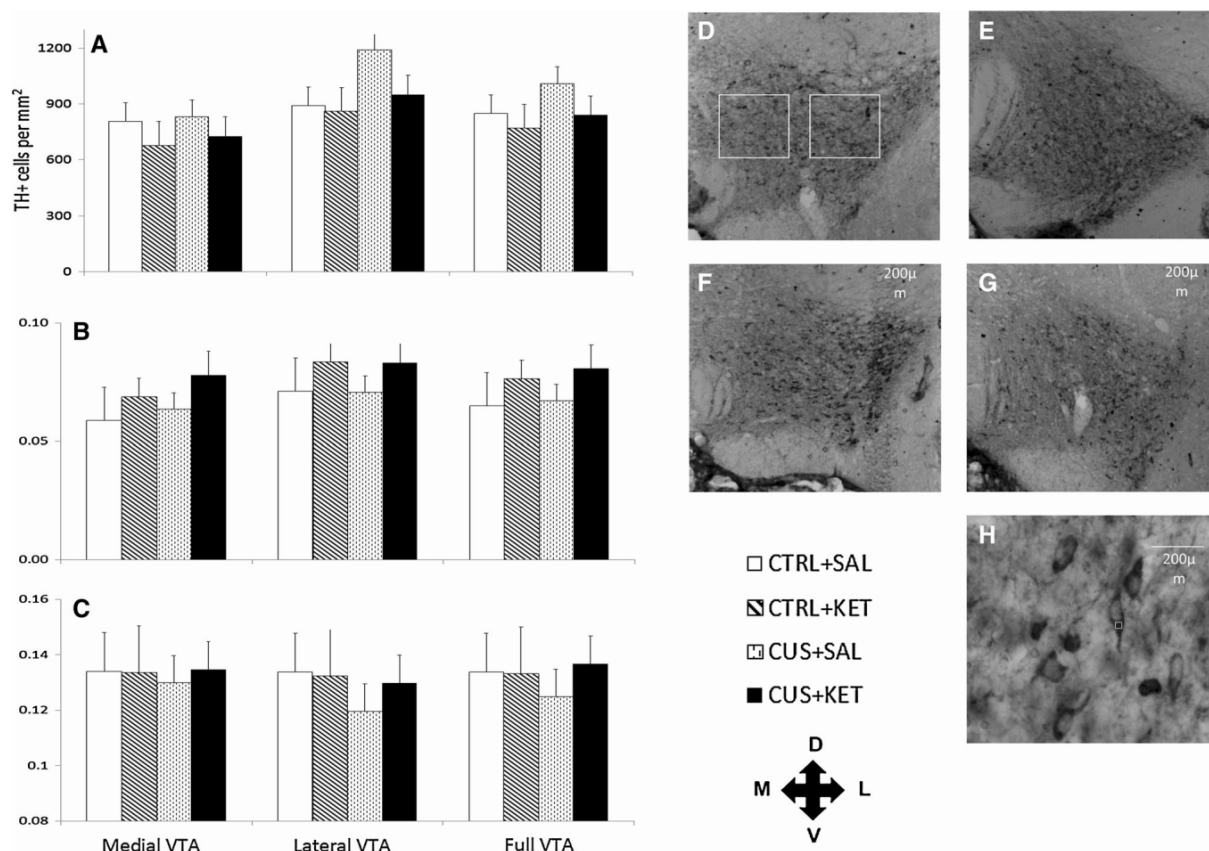 A
1200
900
600
300
0
TH+ cells per mm²
B
0.10
0.05
0.00
C
0.16
0.14
0.12
0.1
0.08
Medial VTA
Lateral VTA
Full VTA
D
E
F
200µ
m
G
200µ
m
H
200µ
m
CTRL+SAL
CTRL+KET
CUS+SAL
CUS+KET
D
M
L
V